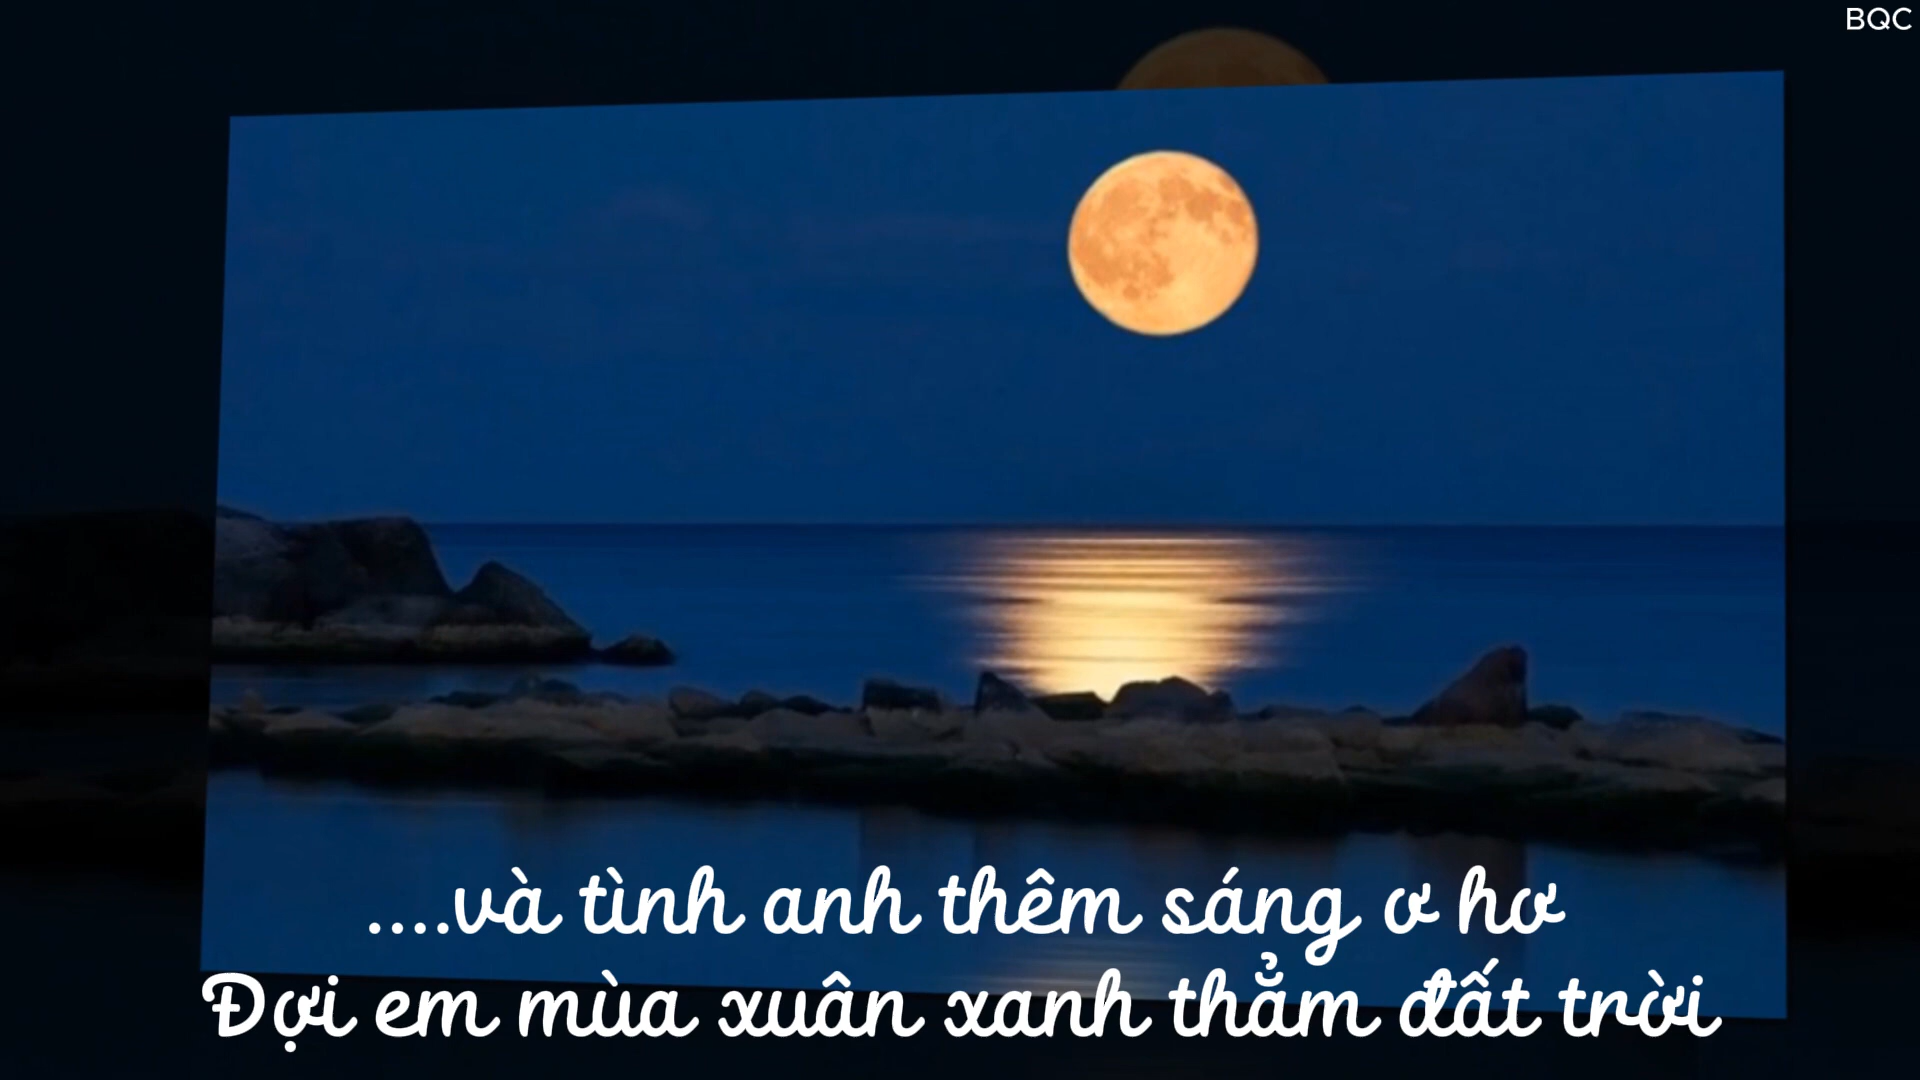 BQC
....và tình anh thêm sáng ơ hơ
Đợi em mùa xuân xanh thẳm đất trời